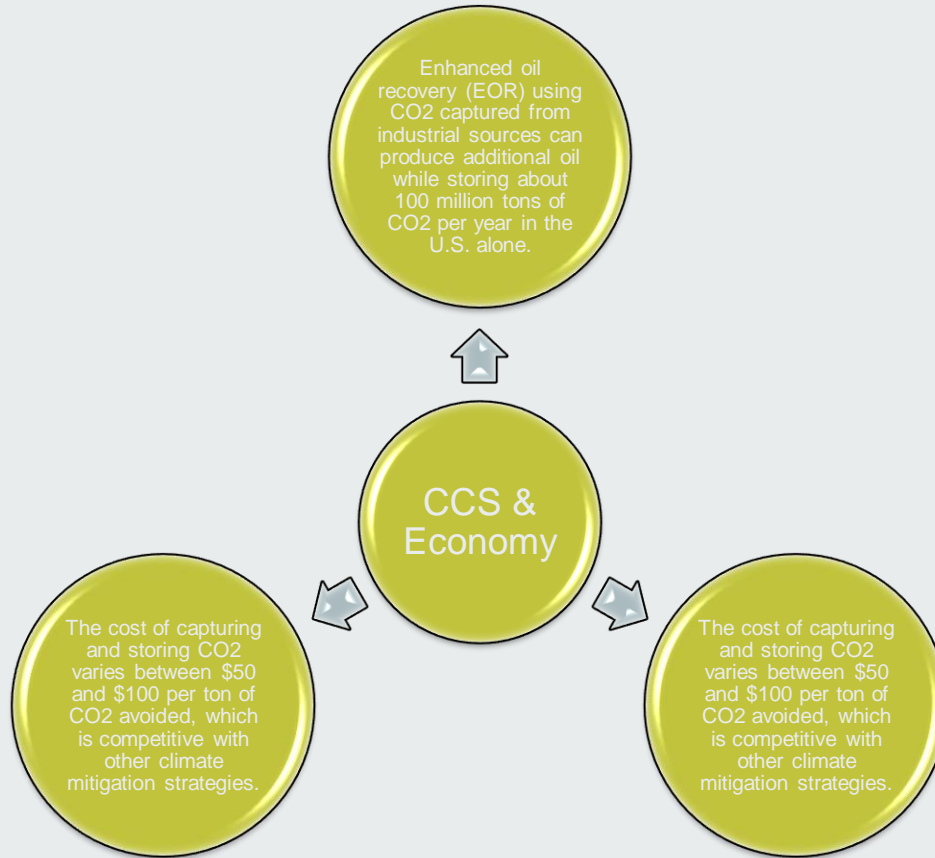 Enhanced oil
recovery (EOR) using
CO2 captured from
industrial sources can
produce additional oil
while storing about
100 million tons of
CO2 per year in the
U.S. alone.
CCS &
Economy
The cost of capturing
and storing CO2
varies between $50
and $100 per ton of
CO2 avoided, which
is competitive with
other climate
mitigation strategies.
The cost of capturing
and storing CO2
varies between $50
and $100 per ton of
CO2 avoided, which
is competitive with
other climate
mitigation strategies.